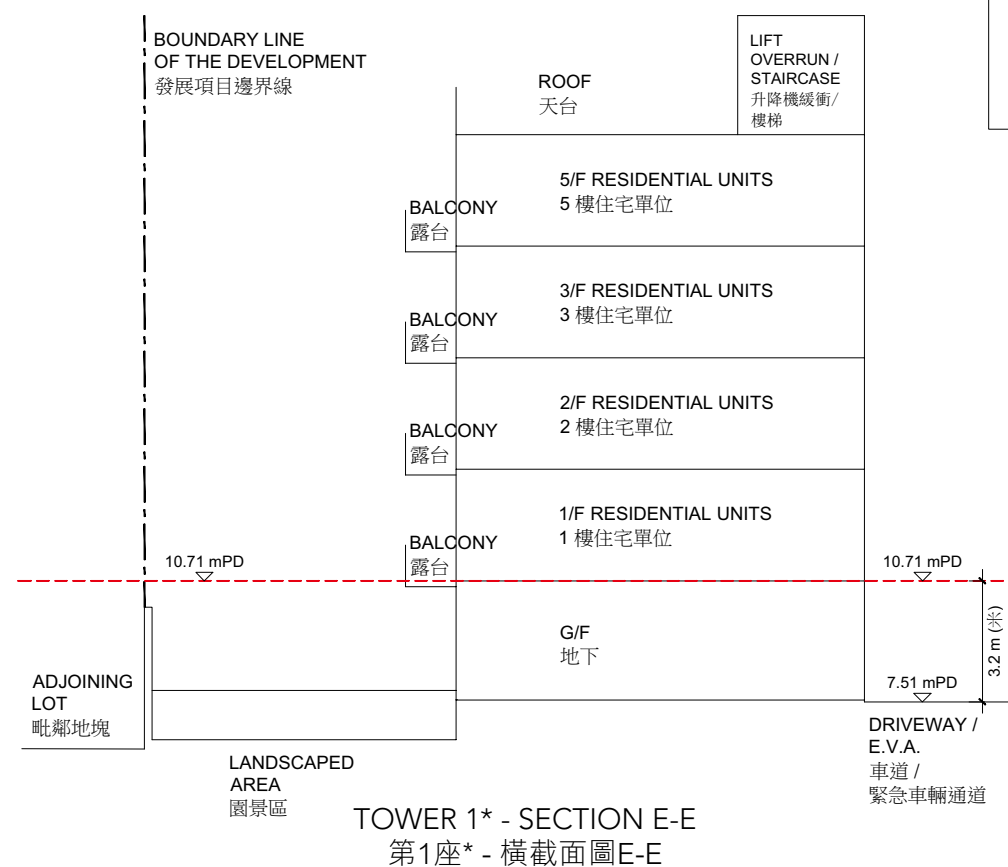 BOUNDARY LINE
OF THE DEVELOPMENT
發展項目邊界線
LIFT
OVERRUN /
STAIRCASE
升降機緩衝/
樓梯
ROOF
天台
5/F RESIDENTIAL UNITS
5 樓住宅單位
BALCONY
露台
3/F RESIDENTIAL UNITS
3 樓住宅單位
BALCONY
露台
2/F RESIDENTIAL UNITS
2 樓住宅單位
BALCONY
露台
1/F RESIDENTIAL UNITS
1 樓住宅單位
BALCONY
露台
10.71 mPD
10.71 mPD
3.2 m (米)
G/F
地下
7.51 mPD
ADJOINING
LOT
毗鄰地塊
DRIVEWAY /
E.V.A.
車道 /
緊急車輛通道
LANDSCAPED
AREA
園景區
TOWER 1* - SECTION E-E
第1座* - 橫截面圖E-E